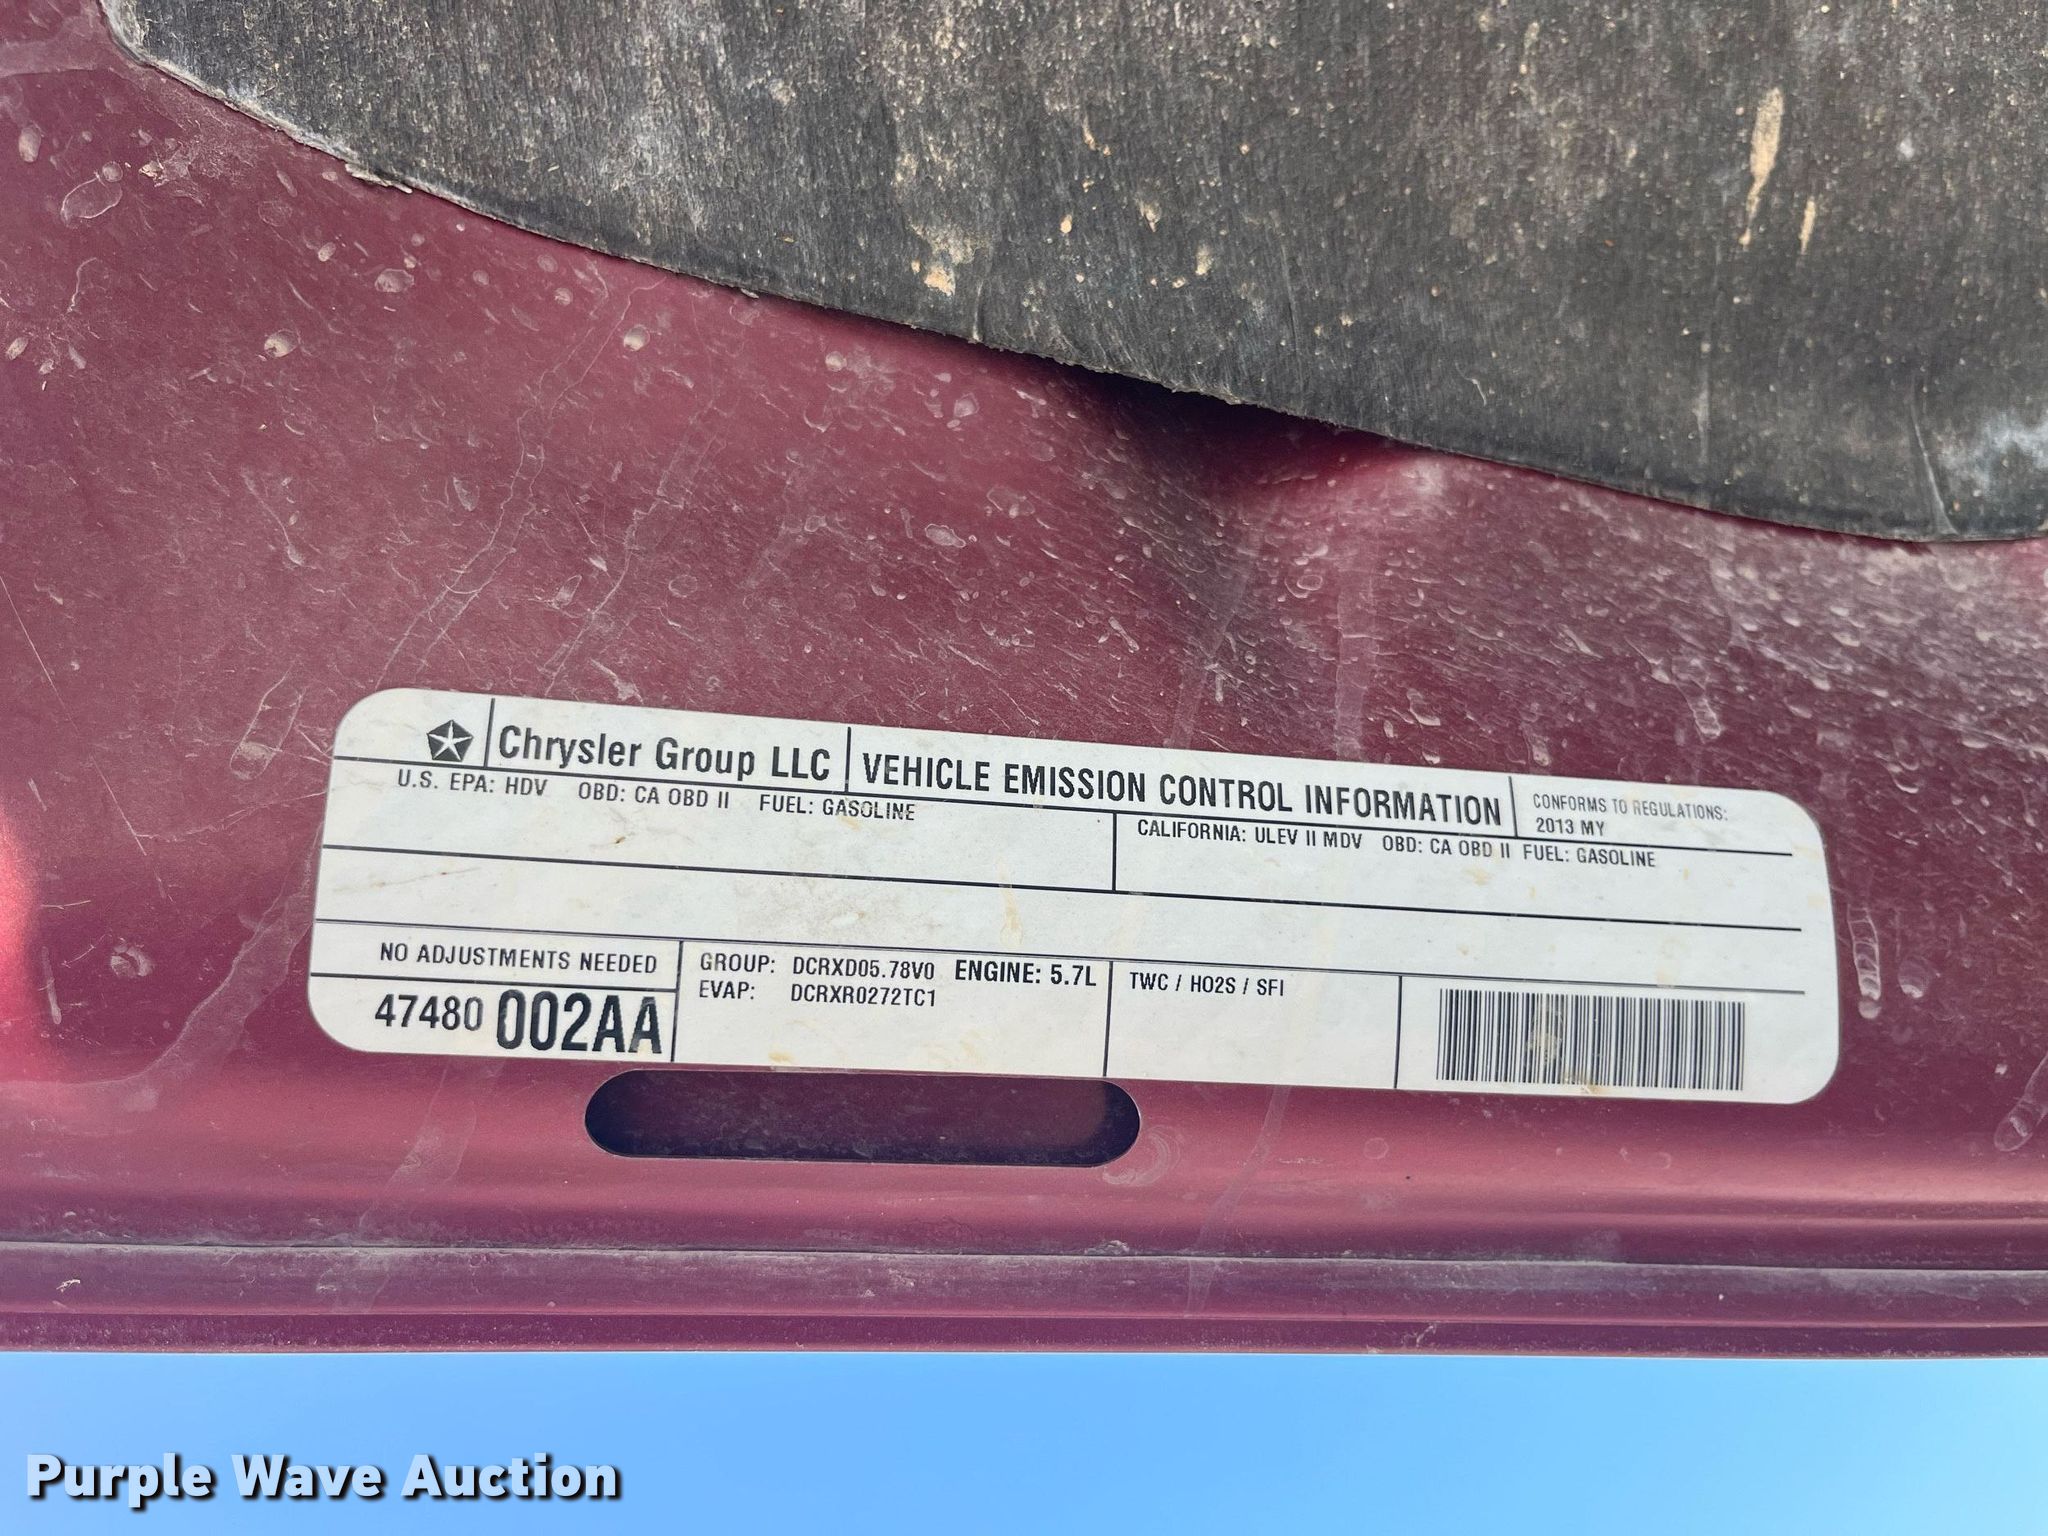 Chrysler Group LLC VEHICLE EMISSION CONTROL INFORMATION CONFORMS TO REGULATIONS:
2013 MY
U.S. EPA: HDV OBD: CA OBD II FUEL: GASOLINE
CALIFORNIA: ULEV II MDV OBD: CA OBD II FUEL: GASOLINE
NO ADJUSTMENTS NEEDED
47480 002AA
GROUP: DCRXD05.78V0 ENGINE: 5.7L
EVAP: DCRXR0272TC1
TWC / HO2S / SFI
Purple Wave Auction